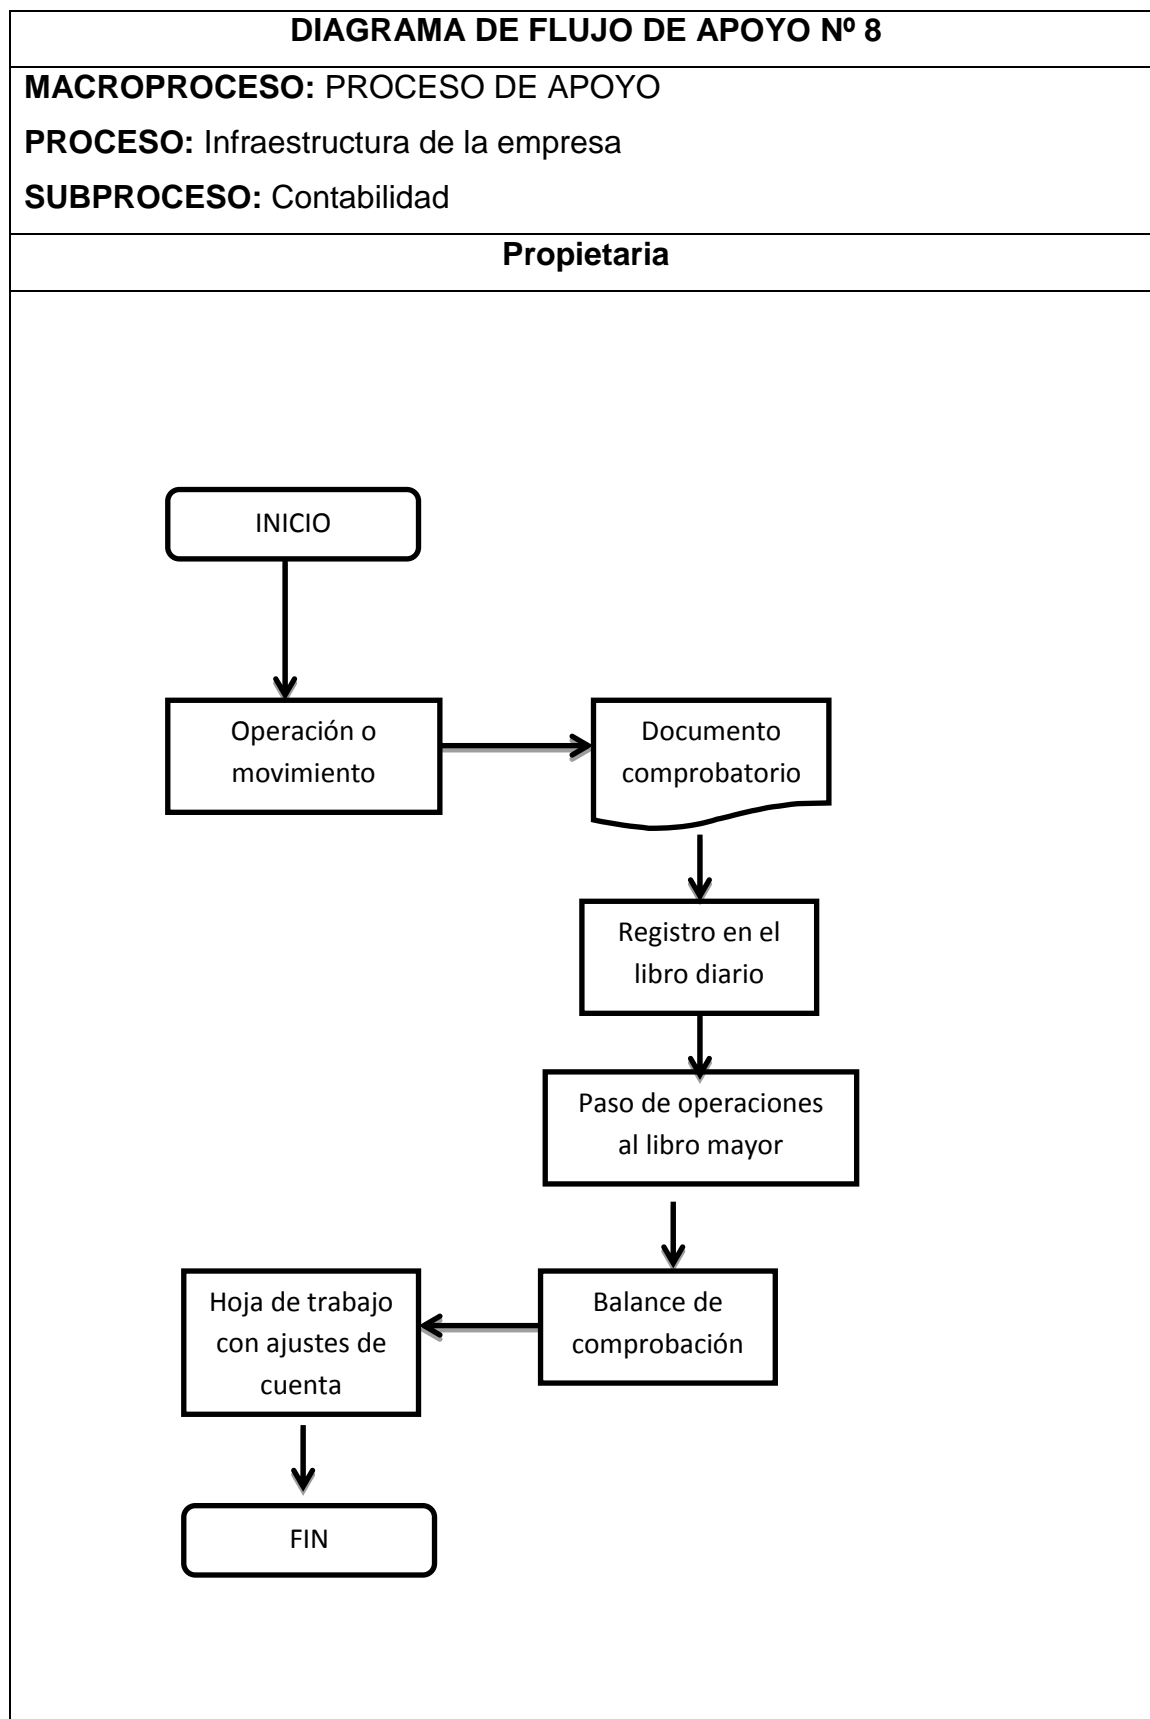 DIAGRAMA DE FLUJO DE APOYO Nº 8
MACROPROCESO: PROCESO DE APOYO
PROCESO: Infraestructura de la empresa
SUBPROCESO: Contabilidad
Propietaria
INICIO
Operación o
movimiento
Documento
comprobatorio
Registro en el
libro diario
Paso de operaciones
al libro mayor
Balance de
comprobación
Hoja de trabajo
con ajustes de
cuenta
FIN